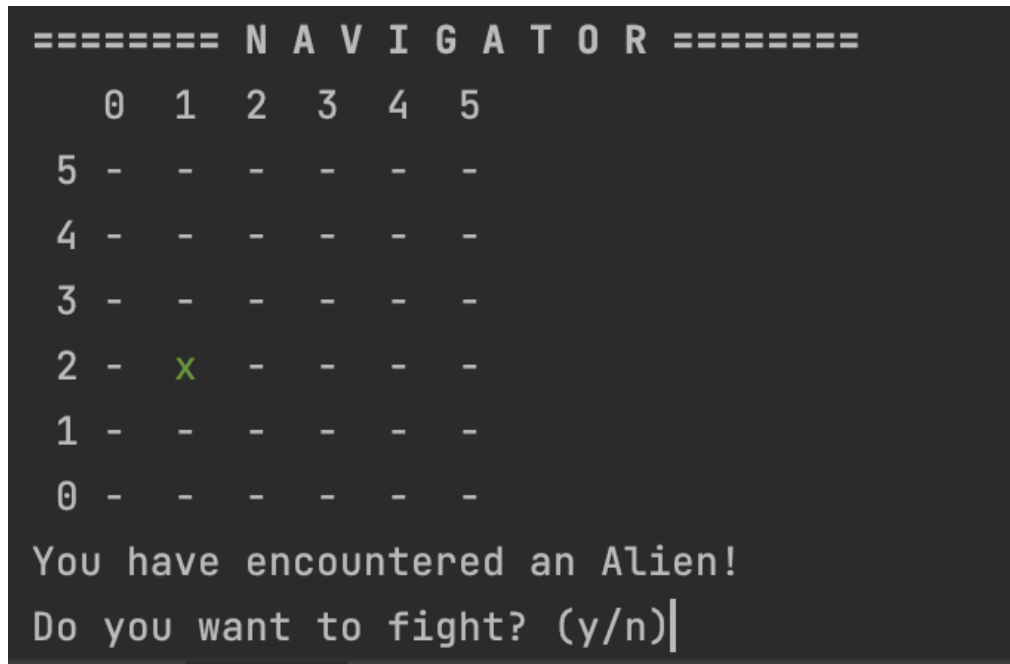 ======== N A V I G A T O R ========
   0  1  2  3  4  5
 5 -  -  -  -  -  -
 4 -  -  -  -  -  -
 3 -  -  -  -  -  -
 2 -  x  -  -  -  -
 1 -  -  -  -  -  -
 0 -  -  -  -  -  -
You have encountered an Alien!
Do you want to fight? (y/n)